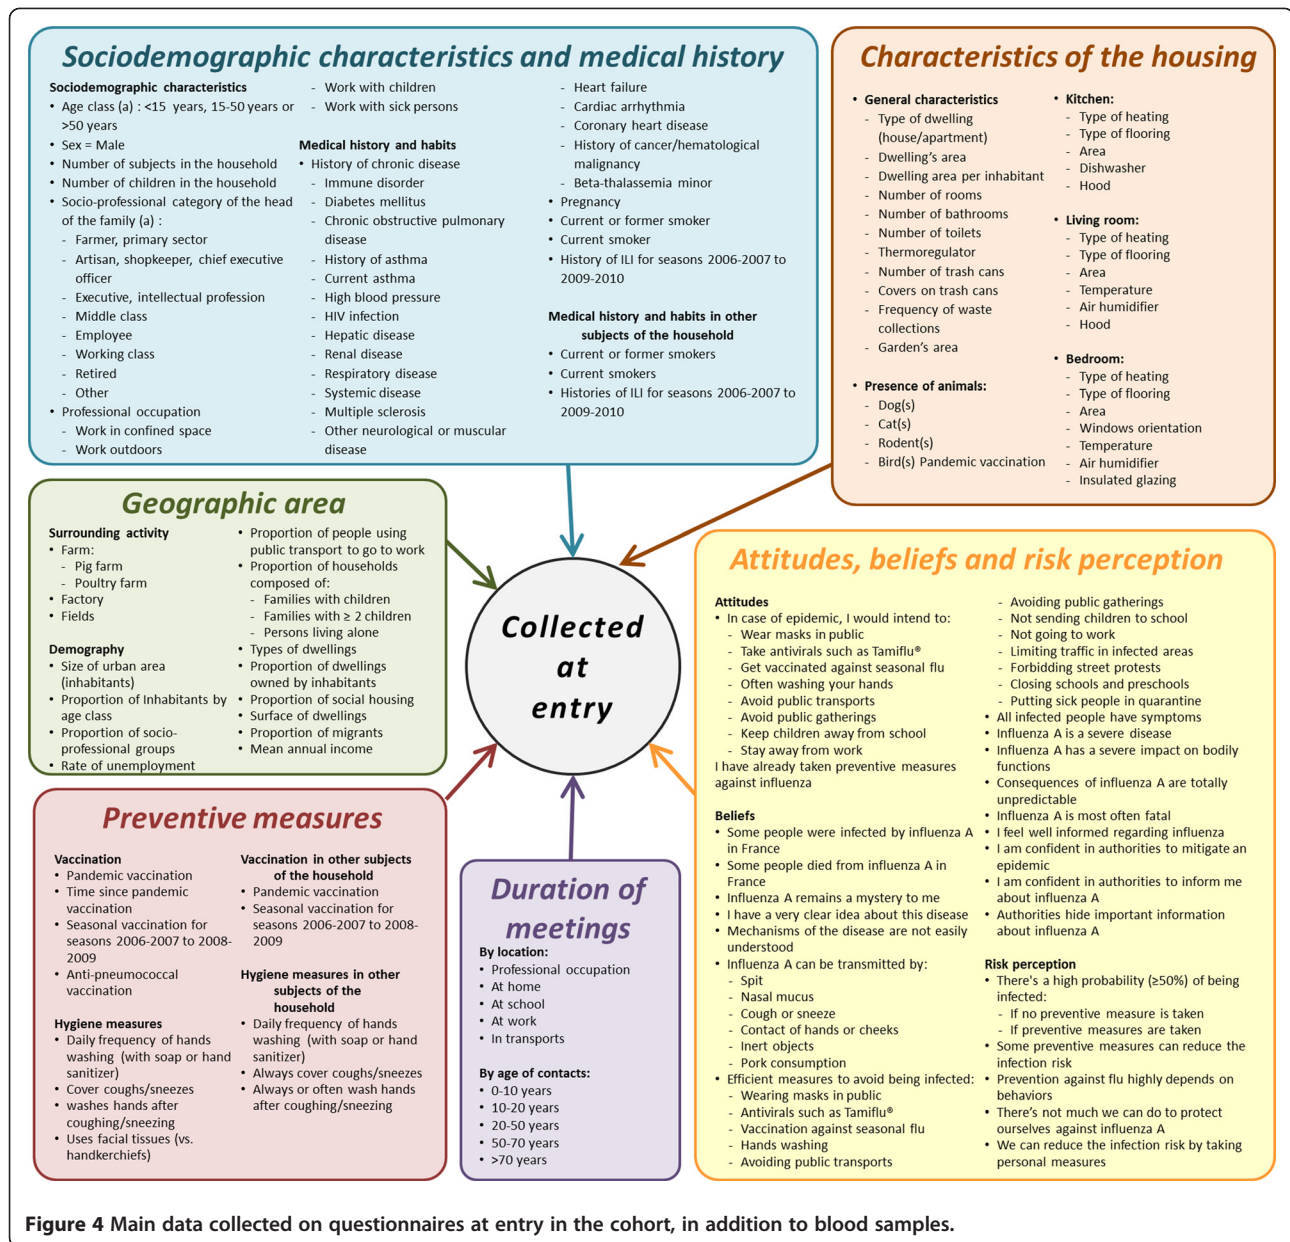 Sociodemographic characteristics and medical history
Sociodemographic characteristics
• Age class (a) : <15 years, 15-50 years or
>50 years
• Sex = Male
• Number of subjects in the household
• Number of children in the household
• Socio-professional category of the head
of the family (a) :
- Farmer, primary sector
- Artisan, shopkeeper, chief executive
officer
- Executive, intellectual profession
- Middle class
- Employee
- Working class
- Retired
- Other
• Professional occupation
- Work in confined space
- Work outdoors
- Work with children
- Work with sick persons
Medical history and habits
• History of chronic disease
- Immune disorder
- Diabetes mellitus
- Chronic obstructive pulmonary
disease
- History of asthma
- Current asthma
- High blood pressure
- HIV infection
- Hepatic disease
- Renal disease
- Respiratory disease
- Systemic disease
- Multiple sclerosis
- Other neurological or muscular
disease
- Heart failure
- Cardiac arrhythmia
- Coronary heart disease
- History of cancer/hematological
malignancy
- Beta-thalassemia minor
• Pregnancy
• Current or former smoker
• Current smoker
• History of ILI for seasons 2006-2007 to
2009-2010
Medical history and habits in other
subjects of the household
• Current or former smokers
• Current smokers
• Histories of ILI for seasons 2006-2007 to
2009-2010
Characteristics of the housing
• General characteristics
- Type of dwelling
(house/apartment)
- Dwelling's area
- Dwelling area per inhabitant
- Number of rooms
- Number of bathrooms
- Number of toilets
- Thermoregulator
- Number of trash cans
- Covers on trash cans
- Frequency of waste
collections
- Garden's area
• Presence of animals:
- Dog(s)
- Cat(s)
- Rodent(s)
- Bird(s) Pandemic vaccination
• Kitchen:
- Type of heating
- Type of flooring
- Area
- Dishwasher
- Hood
• Living room:
- Type of heating
- Type of flooring
- Area
- Temperature
- Air humidifier
- Hood
• Bedroom:
- Type of heating
- Type of flooring
- Area
- Windows orientation
- Temperature
- Air humidifier
- Insulated glazing
Geographic area
Surrounding activity
• Farm:
- Pig farm
- Poultry farm
• Factory
• Fields
Demography
• Size of urban area
(inhabitants)
• Proportion of Inhabitants by
age class
• Proportion of socio-
professional groups
• Rate of unemployment
• Proportion of people using
public transport to go to work
• Proportion of households
composed of:
- Families with children
- Families with ≥ 2 children
- Persons living alone
• Types of dwellings
• Proportion of dwellings
owned by inhabitants
• Proportion of social housing
• Surface of dwellings
• Proportion of migrants
• Mean annual income
Collected
at
entry
Attitudes, beliefs and risk perception
Attitudes
• In case of epidemic, I would intend to:
- Wear masks in public
- Take antivirals such as Tamiflu®
- Get vaccinated against seasonal flu
- Often washing your hands
- Avoid public transports
- Avoid public gatherings
- Keep children away from school
- Stay away from work
I have already taken preventive measures
against influenza
Beliefs
• Some people were infected by influenza A
in France
• Some people died from influenza A in
France
• Influenza A remains a mystery to me
• I have a very clear idea about this disease
• Mechanisms of the disease are not easily
understood
• Influenza A can be transmitted by:
- Spit
- Nasal mucus
- Cough or sneeze
- Contact of hands or cheeks
- Inert objects
- Pork consumption
• Efficient measures to avoid being infected:
- Wearing masks in public
- Antivirals such as Tamiflu®
- Vaccination against seasonal flu
- Hands washing
- Avoiding public transports
- Avoiding public gatherings
- Not sending children to school
- Not going to work
- Limiting traffic in infected areas
- Forbidding street protests
- Closing schools and preschools
- Putting sick people in quarantine
• All infected people have symptoms
• Influenza A is a severe disease
• Influenza A has a severe impact on bodily
functions
• Consequences of influenza A are totally
unpredictable
• Influenza A is most often fatal
• I feel well informed regarding influenza
• I am confident in authorities to mitigate an
epidemic
• I am confident in authorities to inform me
about influenza A
• Authorities hide important information
about influenza A
Risk perception
• There's a high probability (≥50%) of being
infected:
- If no preventive measure is taken
- If preventive measures are taken
• Some preventive measures can reduce the
infection risk
• Prevention against flu highly depends on
behaviors
• There's not much we can do to protect
ourselves against influenza A
• We can reduce the infection risk by taking
personal measures
Preventive measures
Vaccination
• Pandemic vaccination
• Time since pandemic
vaccination
• Seasonal vaccination for
seasons 2006-2007 to 2008-
2009
• Anti-pneumococcal
vaccination
Hygiene measures
• Daily frequency of hands
washing (with soap or hand
sanitizer)
• Cover coughs/sneezes
• washes hands after
coughing/sneezing
• Uses facial tissues (vs.
handkerchiefs)
Vaccination in other subjects
of the household
• Pandemic vaccination
• Seasonal vaccination for
seasons 2006-2007 to 2008-
2009
Hygiene measures in other
subjects of the
household
• Daily frequency of hands
washing (with soap or hand
sanitizer)
• Always cover coughs/sneezes
• Always or often wash hands
after coughing/sneezing
Duration of
meetings
By location:
• Professional occupation
• At home
• At school
• At work
• In transports
By age of contacts:
• 0-10 years
• 10-20 years
• 20-50 years
• 50-70 years
• >70 years
Figure 4 Main data collected on questionnaires at entry in the cohort, in addition to blood samples.